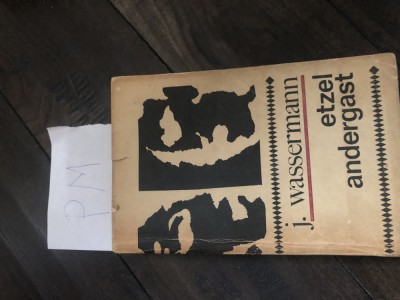 j. wassermann
etzel
andergast
PM